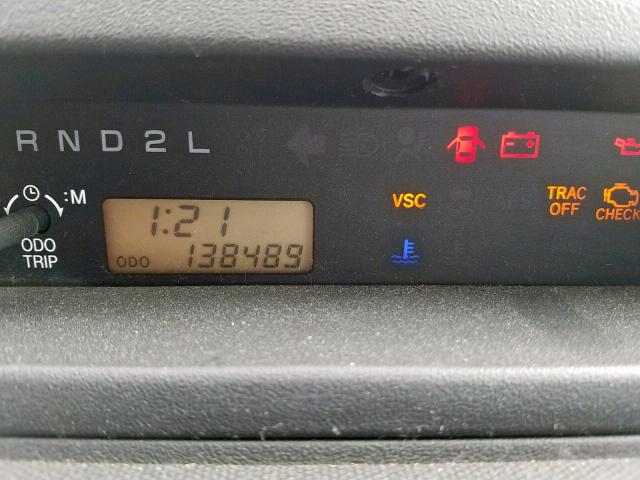 R N D 2 L
:M
VSC
TRAC
OFF
CHECK
1:21
ODO
TRIP
ODO 138489